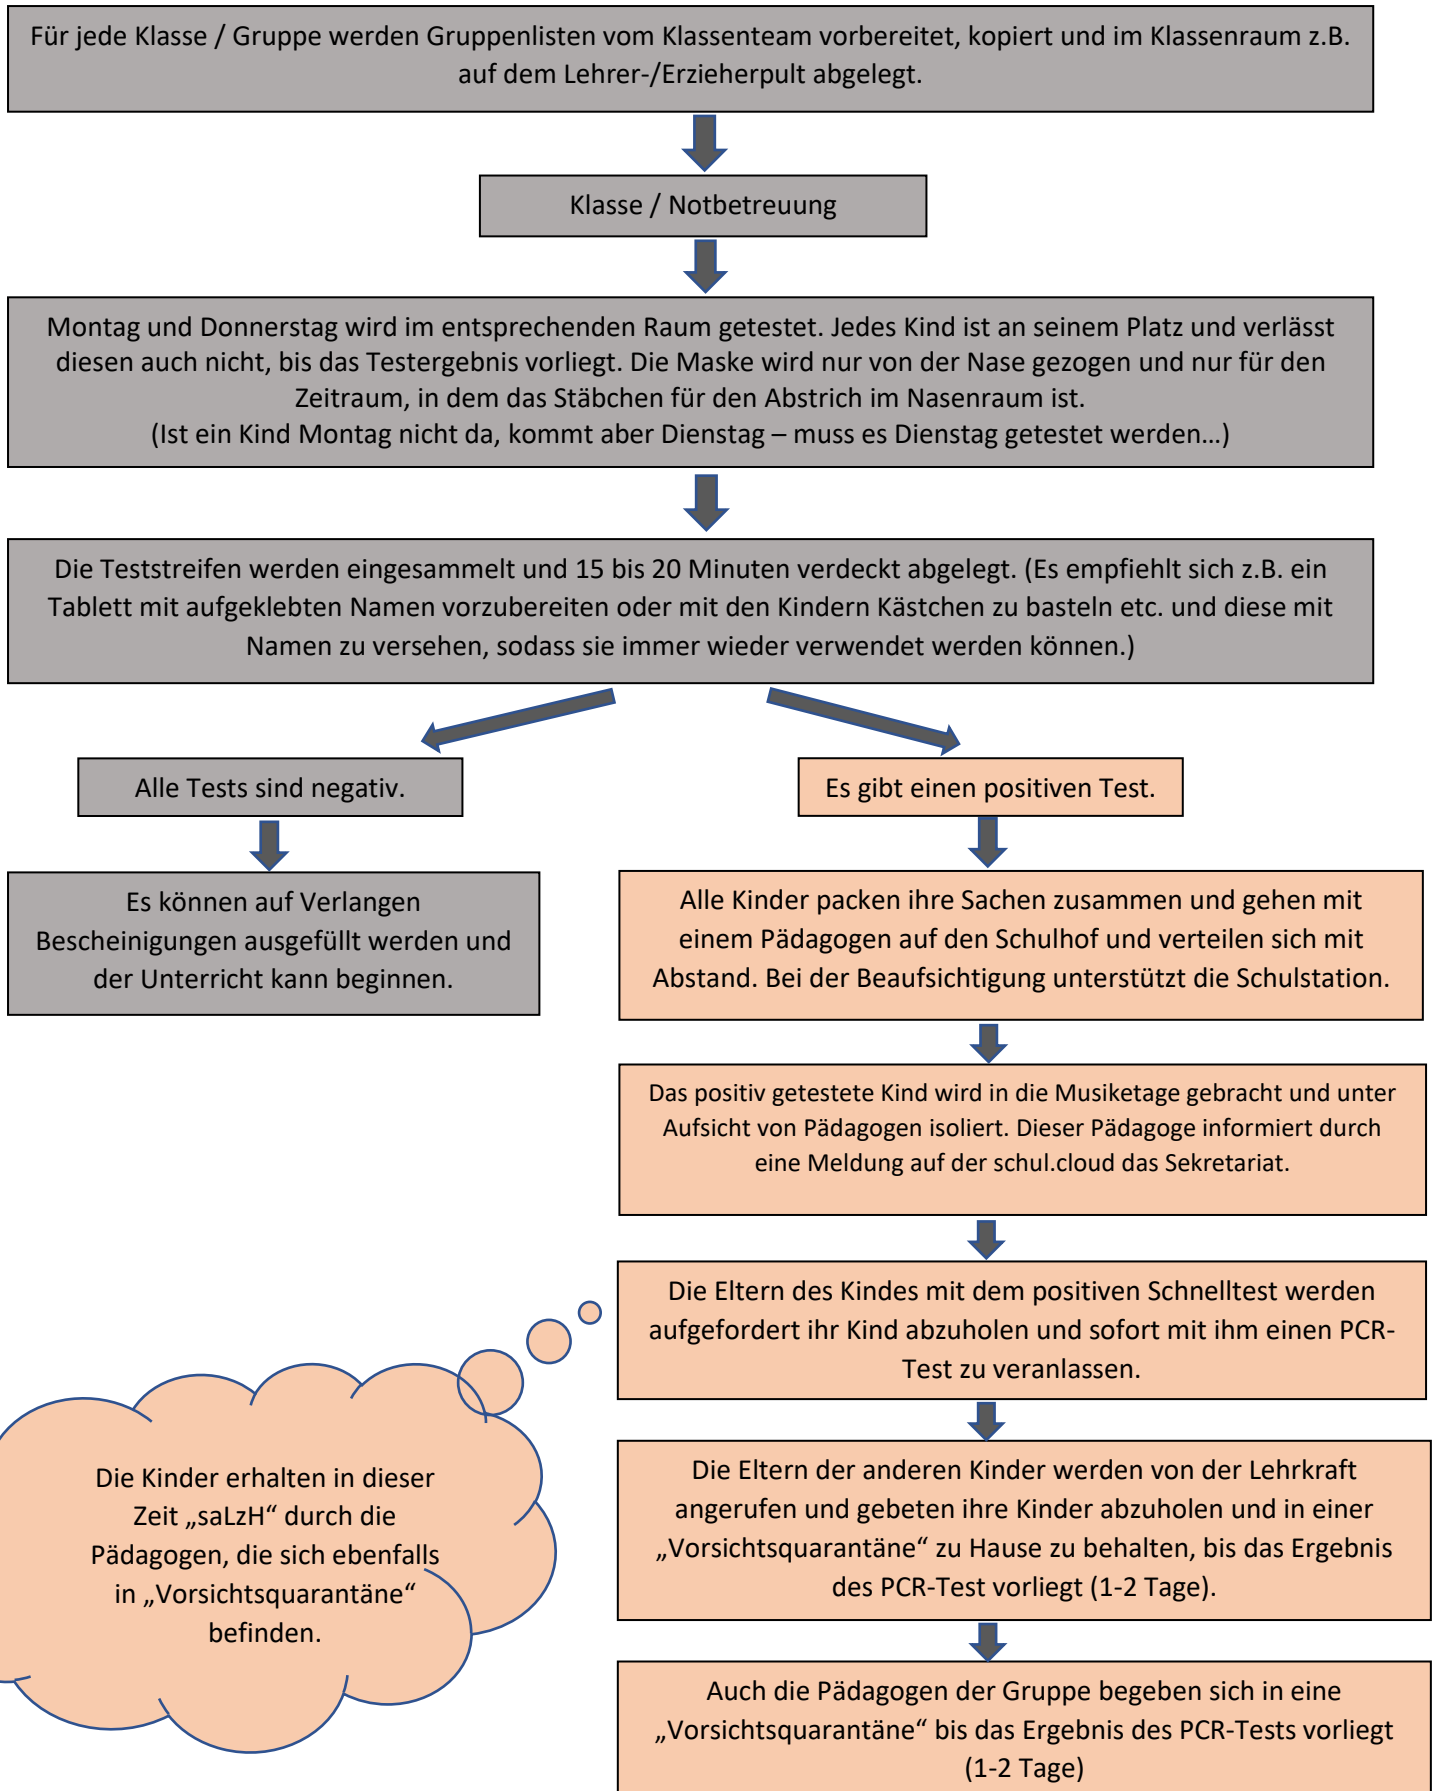 Für jede Klasse / Gruppe werden Gruppenlisten vom Klassenteam vorbereitet, kopiert und im Klassenraum z.B.
auf dem Lehrer-/Erzieherpult abgelegt.
Klasse / Notbetreuung
Montag und Donnerstag wird im entsprechenden Raum getestet. Jedes Kind ist an seinem Platz und verlässt
diesen auch nicht, bis das Testergebnis vorliegt. Die Maske wird nur von der Nase gezogen und nur für den
Zeitraum, in dem das Stäbchen für den Abstrich im Nasenraum ist.
(Ist ein Kind Montag nicht da, kommt aber Dienstag – muss es Dienstag getestet werden…)
Die Teststreifen werden eingesammelt und 15 bis 20 Minuten verdeckt abgelegt. (Es empfiehlt sich z.B. ein
Tablett mit aufgeklebten Namen vorzubereiten oder mit den Kindern Kästchen zu basteln etc. und diese mit
Namen zu versehen, sodass sie immer wieder verwendet werden können.)
Alle Tests sind negativ.
Es können auf Verlangen
Bescheinigungen ausgefüllt werden und
der Unterricht kann beginnen.
Es gibt einen positiven Test.
Alle Kinder packen ihre Sachen zusammen und gehen mit
einem Pädagogen auf den Schulhof und verteilen sich mit
Abstand. Bei der Beaufsichtigung unterstützt die Schulstation.
Das positiv getestete Kind wird in die Musiketage gebracht und unter
Aufsicht von Pädagogen isoliert. Dieser Pädagoge informiert durch
eine Meldung auf der schul.cloud das Sekretariat.
Die Eltern des Kindes mit dem positiven Schnelltest werden
aufgefordert ihr Kind abzuholen und sofort mit ihm einen PCR-
Test zu veranlassen.
Die Kinder erhalten in dieser
Zeit „saLzH“ durch die
Pädagogen, die sich ebenfalls
in „Vorsichtsquarantäne“
befinden.
Die Eltern der anderen Kinder werden von der Lehrkraft
angerufen und gebeten ihre Kinder abzuholen und in einer
„Vorsichtsquarantäne“ zu Hause zu behalten, bis das Ergebnis
des PCR-Test vorliegt (1-2 Tage).
Auch die Pädagogen der Gruppe begeben sich in eine
„Vorsichtsquarantäne“ bis das Ergebnis des PCR-Tests vorliegt
(1-2 Tage)